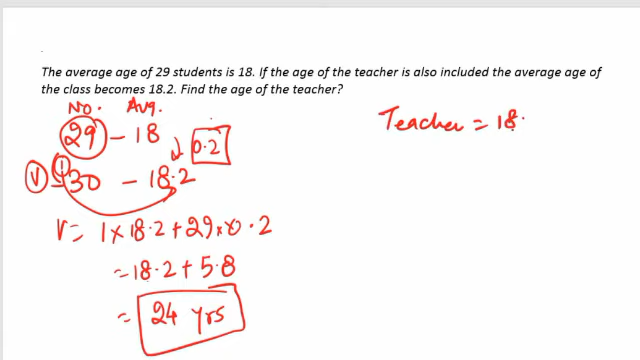 The average age of 29 students is 18. If the age of the teacher is also included the average age of
the class becomes 18.2. Find the age of the teacher?
No. Avg.
29 - 18
0.2
V 1 30 - 18.2
V = 1 × 18.2 + 29 × 0.2
= 18.2 + 5.8
= 24 yrs
Teacher = 18.